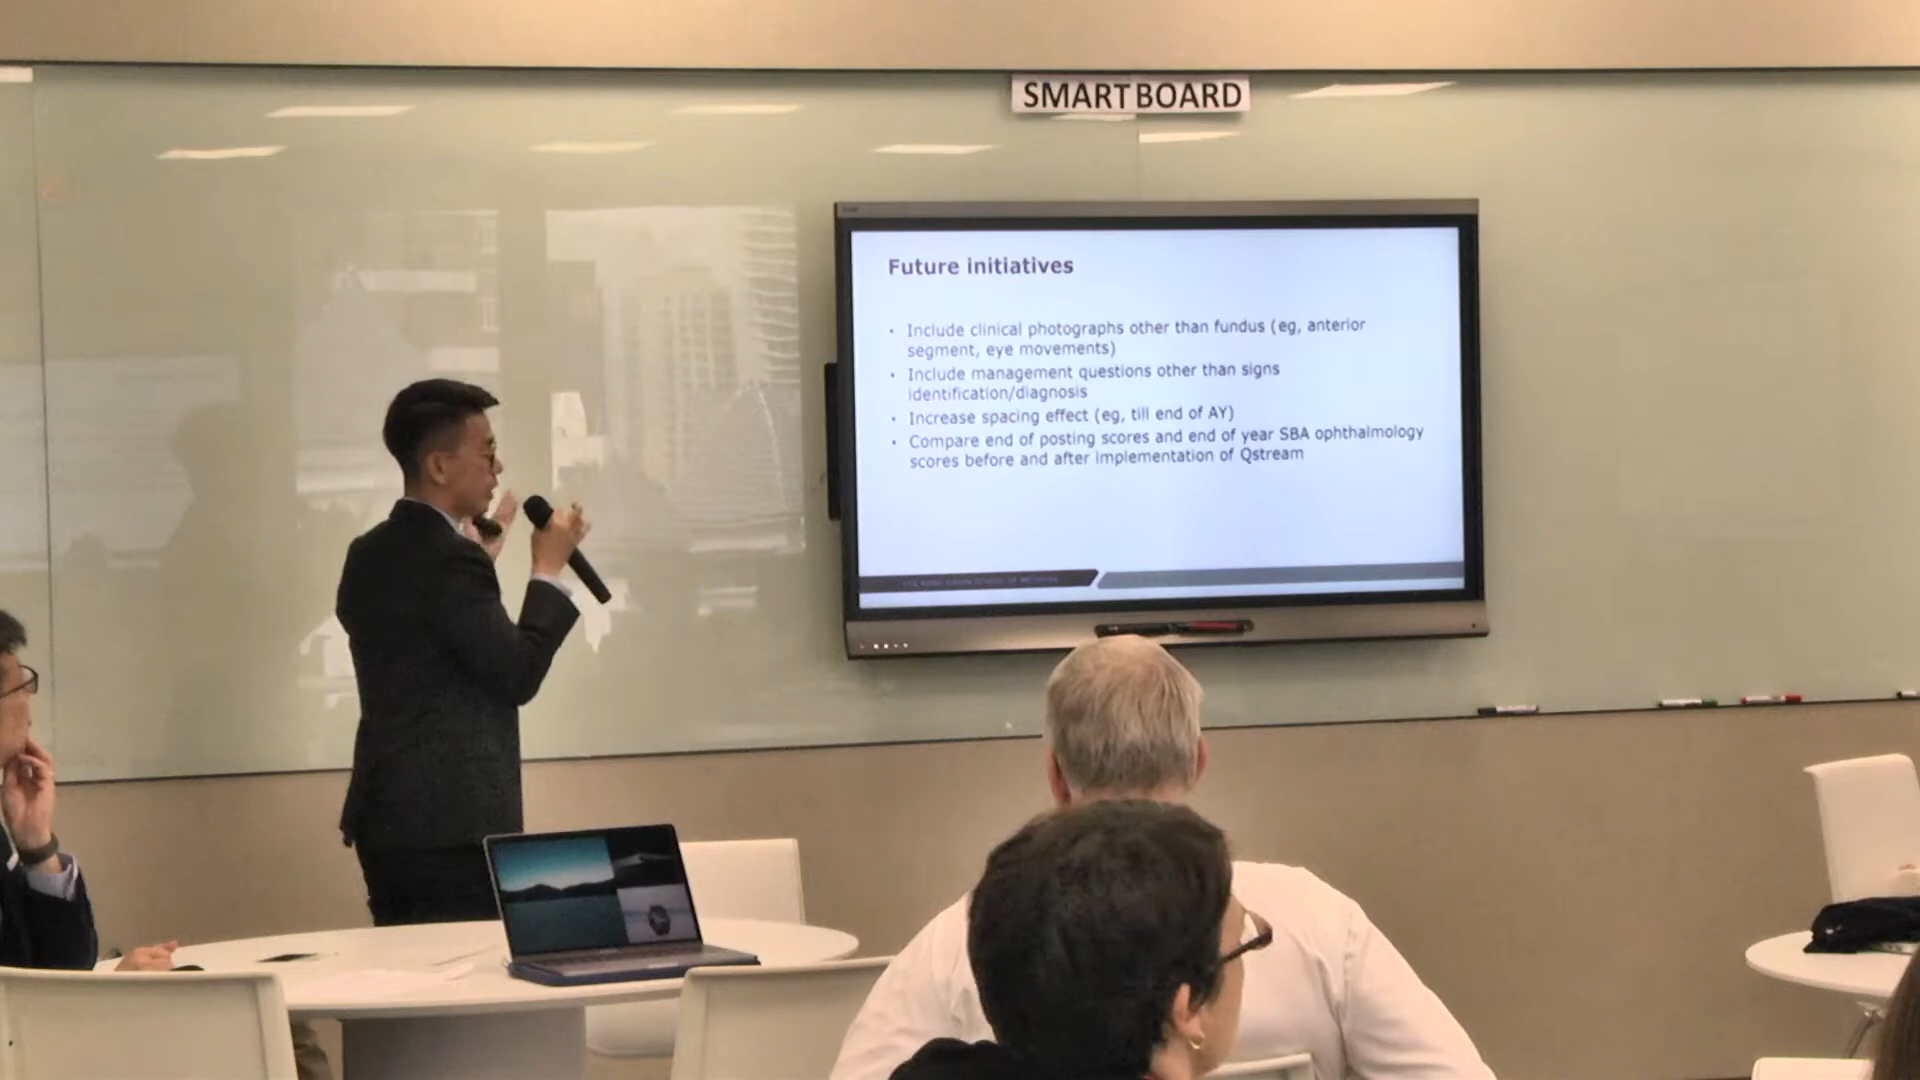 SMARTBOARD
Future initiatives
• Include clinical photographs other than fundus (eg, anterior
segment, eye movements)
• Include management questions other than signs
identification/diagnosis
• Increase spacing effect (eg, till end of AY)
• Compare end of posting scores and end of year SBA ophthalmology
scores before and after implementation of Qstream